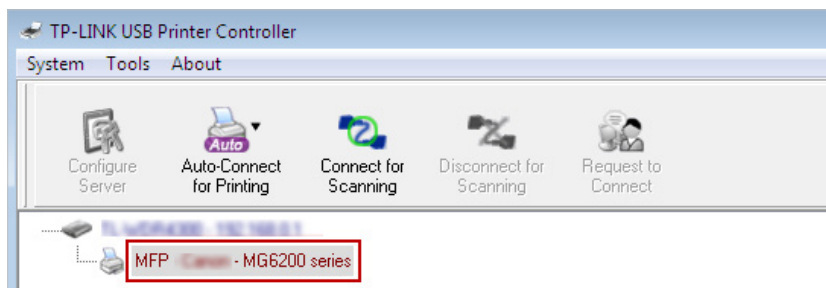 TP-LINK USB Printer Controller
System Tools About
Auto
Configure Server
Auto-Connect for Printing
Connect for Scanning
Disconnect for Scanning
Request to Connect
MFP - MG6200 series